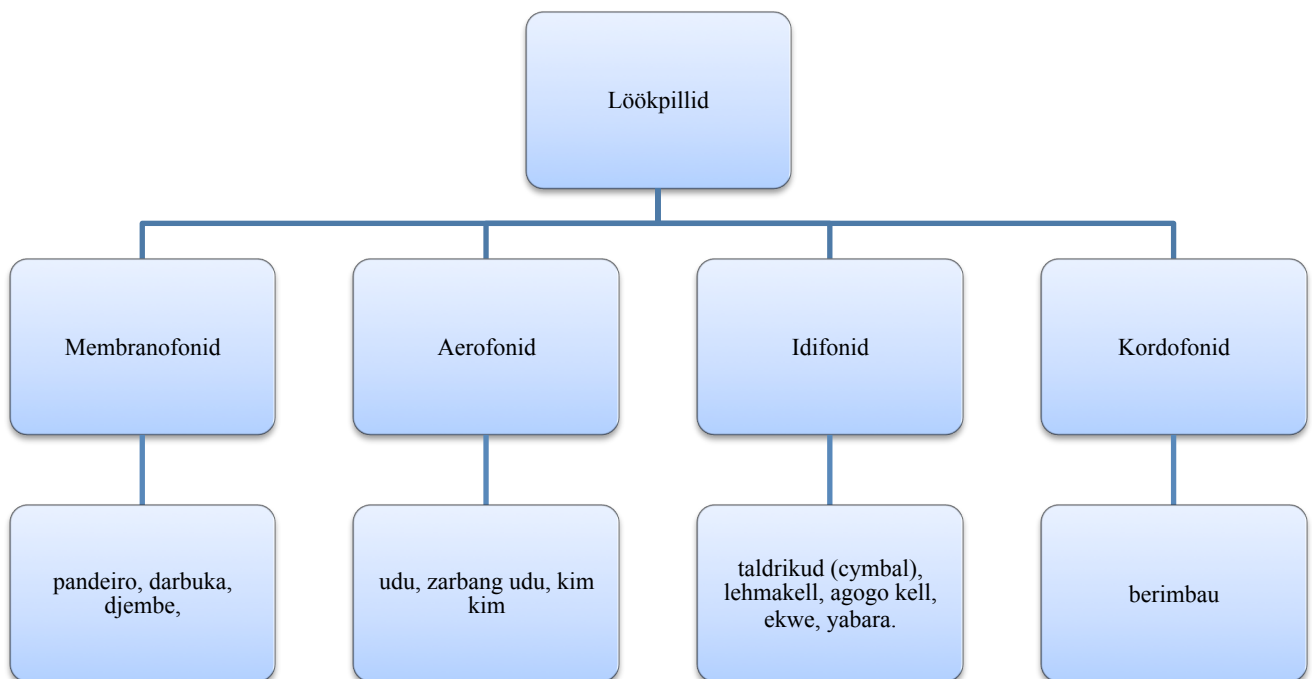 Löökpillid
Membranofonid
Aerofonid
Idifonid
Kordofonid
pandeiro, darbuka,
djembe,
udu, zarbang udu, kim
kim
taldrikud (cymbal),
lehmakell, agogo kell,
ekwe, yabara.
berimbau